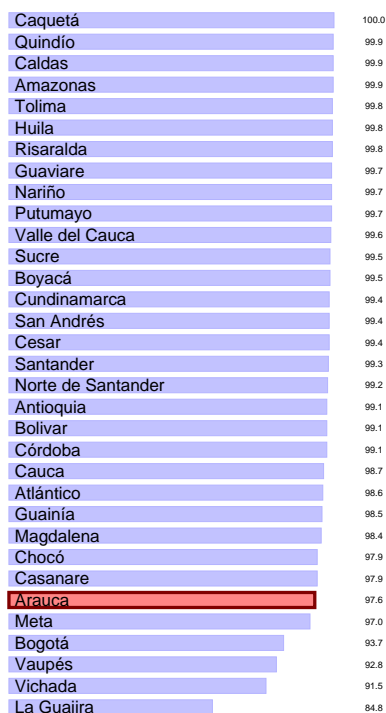 Caquetá 100.0
Quindío 99.9
Caldas 99.9
Amazonas 99.9
Tolima 99.8
Huila 99.8
Risaralda 99.8
Guaviare 99.7
Nariño 99.7
Putumayo 99.7
Valle del Cauca 99.6
Sucre 99.5
Boyacá 99.5
Cundinamarca 99.4
San Andrés 99.4
Cesar 99.4
Santander 99.3
Norte de Santander 99.2
Antioquia 99.1
Bolivar 99.1
Córdoba 99.1
Cauca 98.7
Atlántico 98.6
Guainía 98.5
Magdalena 98.4
Chocó 97.9
Casanare 97.9
Arauca 97.6
Meta 97.0
Bogotá 93.7
Vaupés 92.8
Vichada 91.5
La Guajira 84.8